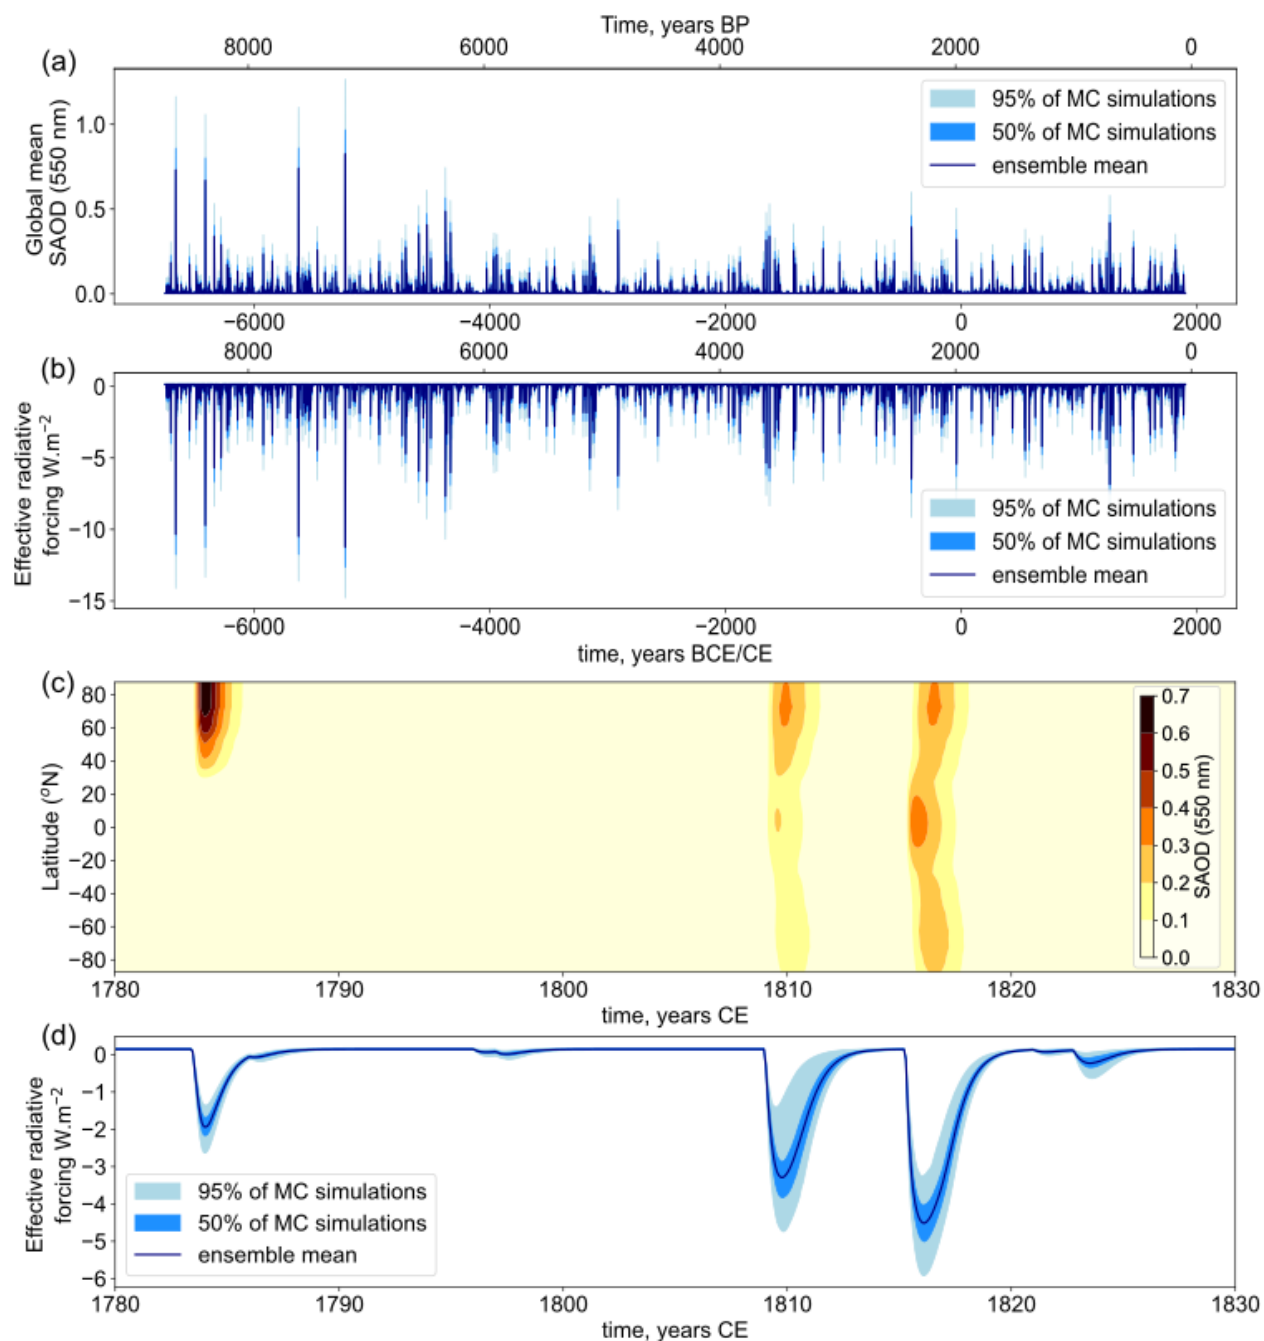 Time, years BP
8000 6000 4000 2000 0
(a)
Global mean
SAOD (550 nm)
1.0
0.5
0.0
95% of MC simulations
50% of MC simulations
ensemble mean
−6000 −4000 −2000 0 2000
8000 6000 4000 2000 0
(b)
Effective radiative
forcing W.m⁻²
0
−5
−10
−15
95% of MC simulations
50% of MC simulations
ensemble mean
−6000 −4000 −2000 0 2000
time, years BCE/CE
(c)
Latitude (°N)
80
60
40
20
0
−20
−40
−60
−80
0.7
0.6
0.5
0.4
0.3
0.2
0.1
0.0
SAOD (550 nm)
1780 1790 1800 1810 1820 1830
time, years CE
(d)
Effective radiative
forcing W.m⁻²
0
−1
−2
−3
−4
−5
−6
95% of MC simulations
50% of MC simulations
ensemble mean
1780 1790 1800 1810 1820 1830
time, years CE